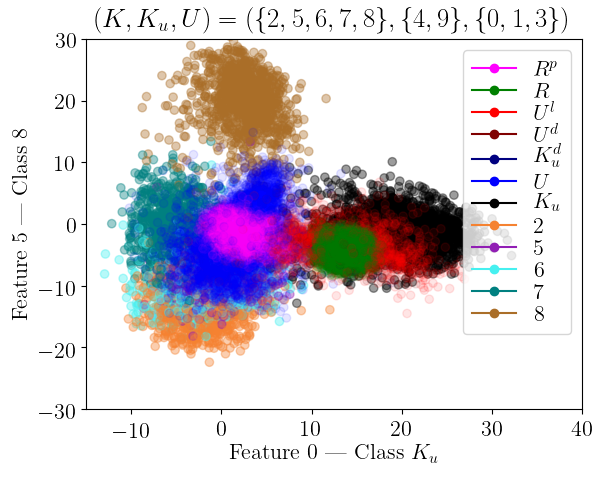 (K, K_u, U) = ({2, 5, 6, 7, 8}, {4, 9}, {0, 1, 3})
30
20
10
0
−10
−20
−30
Feature 5 — Class 8
−10 0 10 20 30 40
Feature 0 — Class K_u
R^p
R
U^l
U^d
K_u^d
U
K_u
2
5
6
7
8